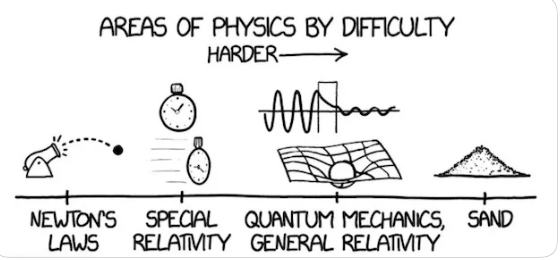 AREAS OF PHYSICS BY DIFFICULTY
HARDER
NEWTON'S
LAWS
SPECIAL
RELATIVITY
QUANTUM MECHANICS,
GENERAL RELATIVITY
SAND